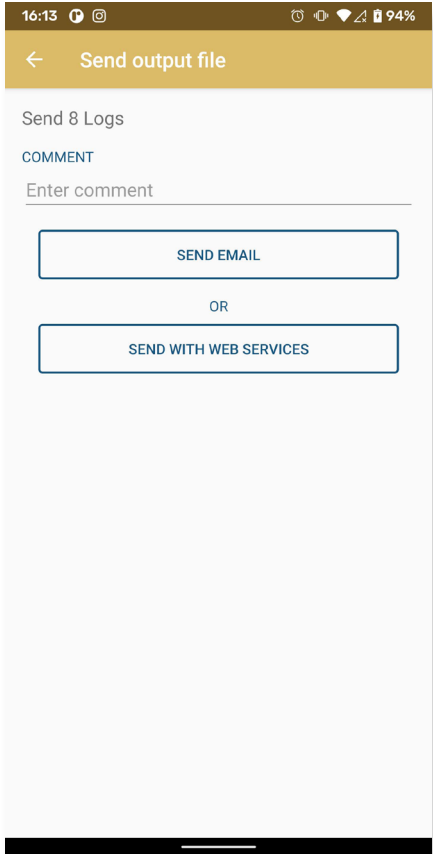 16:13
94%
Send output file
Send 8 Logs
COMMENT
Enter comment
SEND EMAIL
OR
SEND WITH WEB SERVICES